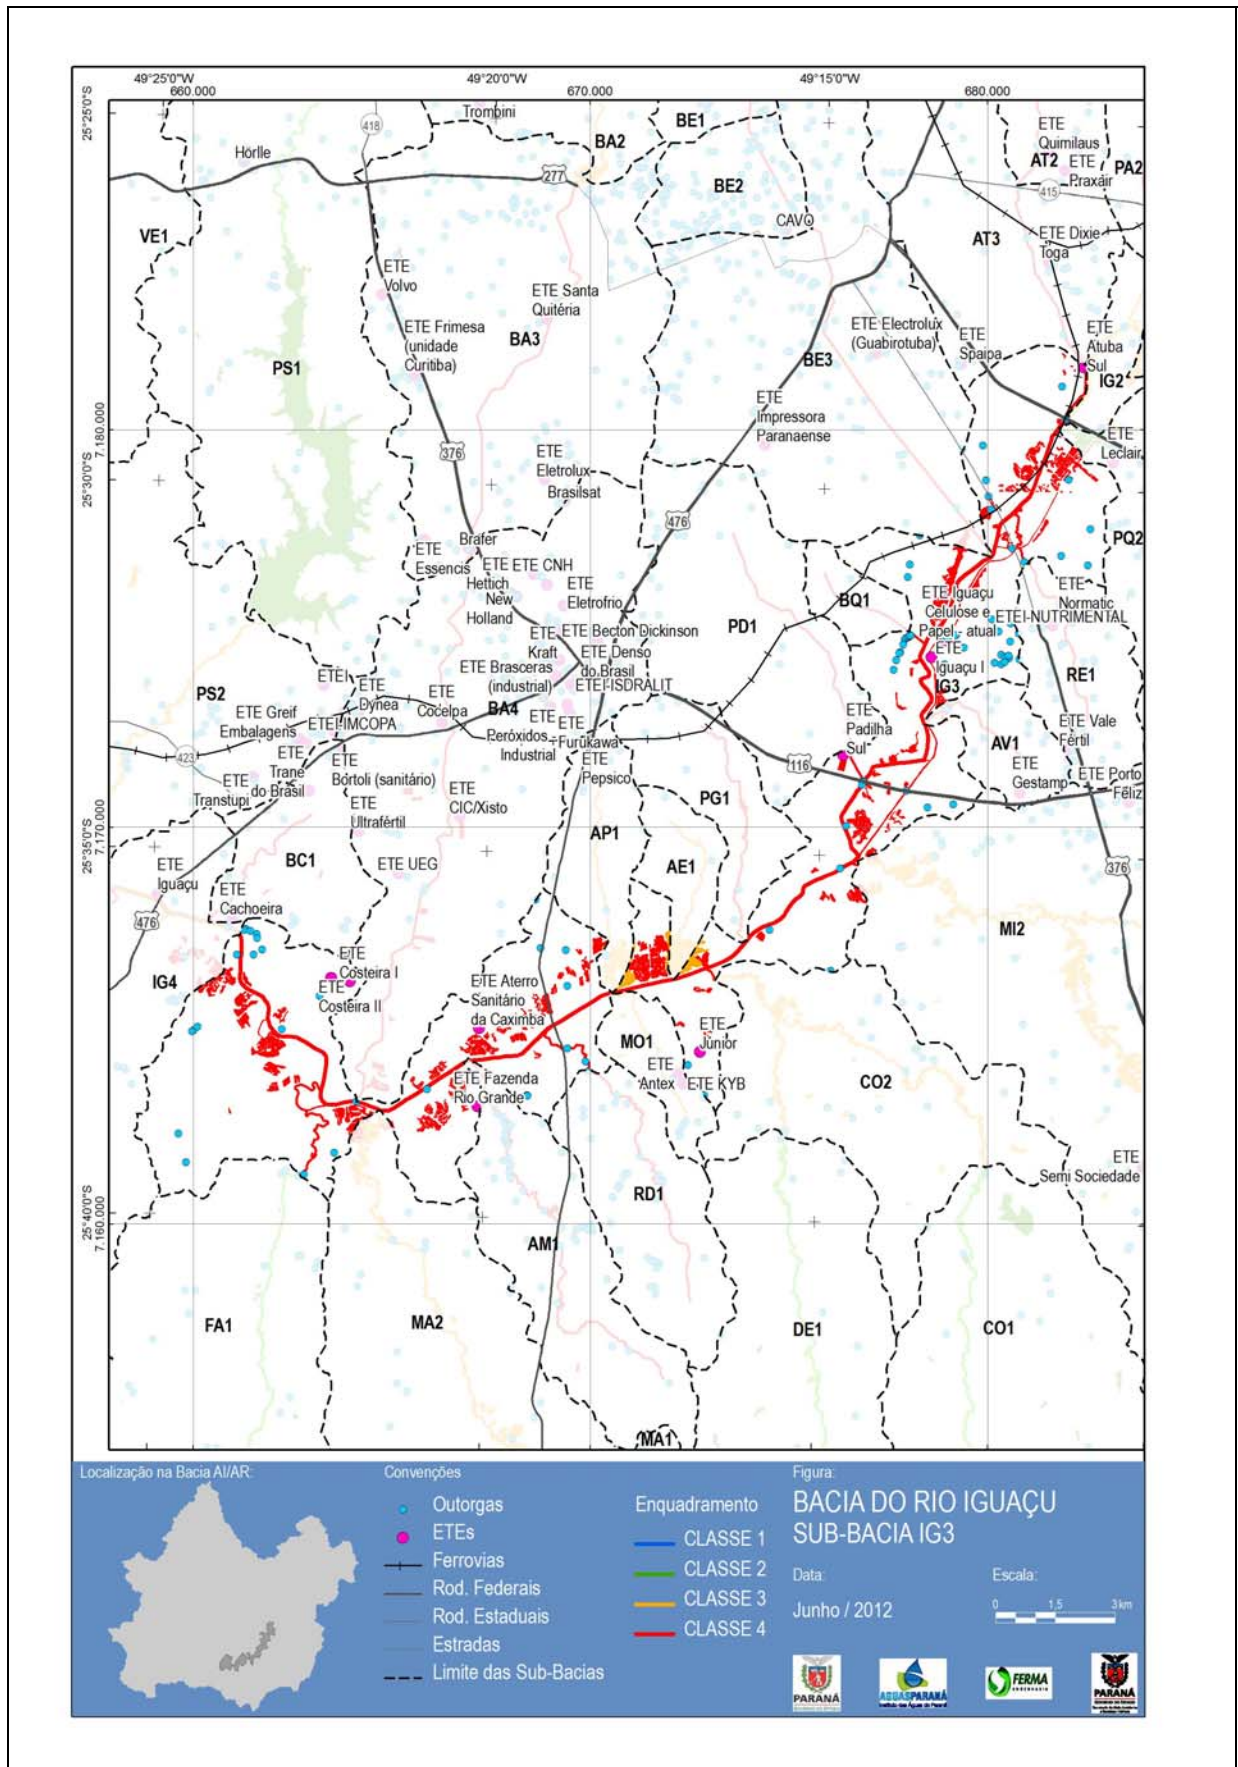 49°25'0"W
49°20'0"W
49°15'0"W
660.000
670.000
680.000
25°25'0"S
7.180.000
25°30'0"S
25°35'0"S
7.170.000
25°40'0"S
7.160.000
Trombini
418
BA2
BE1
ETE
Quimilaus
AT2
ETE
Praxair
PA2
Hörlle
277
BE2
415
CAVO
VE1
AT3
ETE Dixie
Toga
ETE
Volvo
ETE Santa
Quitéria
ETE Frimesa
(unidade
Curitiba)
BA3
ETE Electrolux
(Guabirotuba)
ETE
Spaipa
ETE
Atuba
Sul
PS1
BE3
IG2
ETE
Impressora
Paranaense
376
ETE
Leclair
ETE
Eletrolux
Brasilsat
476
PQ2
Brafer
ETE
Essencis
ETE
Hettich
ETE CNH
New
Holland
ETE
Eletrofrio
ETE
Normatic
BQ1
ETE Iguaçu
Celulose e
Papel - atual
ETEI-NUTRIMENTAL
PD1
ETE
Kraft
ETE Becton Dickinson
ETE Denso
do Brasil
ETE
Iguaçu I
ETE Brasceras
(industrial)
ETEI-ISDRALIT
IG3
RE1
ETEI
PS2
ETE
Dynea
ETE
Cocelpa
BA4
ETE Greif
Embalagens
ETEI-IMCOPA
ETE
Peróxidos -
Industrial
ETE
Furukawa
ETE
Padilha
Sul
ETE Vale
Fértil
AV1
423
ETE
Trane
do Brasil
ETE
Bortoli (sanitário)
ETE
Pepsico
116
ETE
Gestamp
ETE Porto
Féliz
ETE
Transtupi
ETE
Ultrafértil
ETE
CIC/Xisto
PG1
AP1
BC1
ETE UEG
AE1
376
ETE
Iguaçu
ETE
Cachoeira
476
MI2
IG4
ETE
Costeira I
ETE
Costeira II
ETE Aterro
Sanitário
da Caximba
MO1
ETE
Júnior
ETE
Antex
ETE KYB
CO2
ETE Fazenda
Rio Grande
ETE
Semi Sociedade
RD1
AM1
FA1
MA2
DE1
CO1
MA1
Localização na Bacia AI/AR:
Convenções
Outorgas
ETEs
Ferrovias
Rod. Federais
Rod. Estaduais
Estradas
Limite das Sub-Bacias
Enquadramento
CLASSE 1
CLASSE 2
CLASSE 3
CLASSE 4
Figura:
BACIA DO RIO IGUAÇU
SUB-BACIA IG3
Data:
Junho / 2012
Escala:
0 1,5 3 km
PARANÁ
AGUASPARANÁ
Instituto das Águas do Paraná
FERMA
ENGENHARIA
PARANÁ